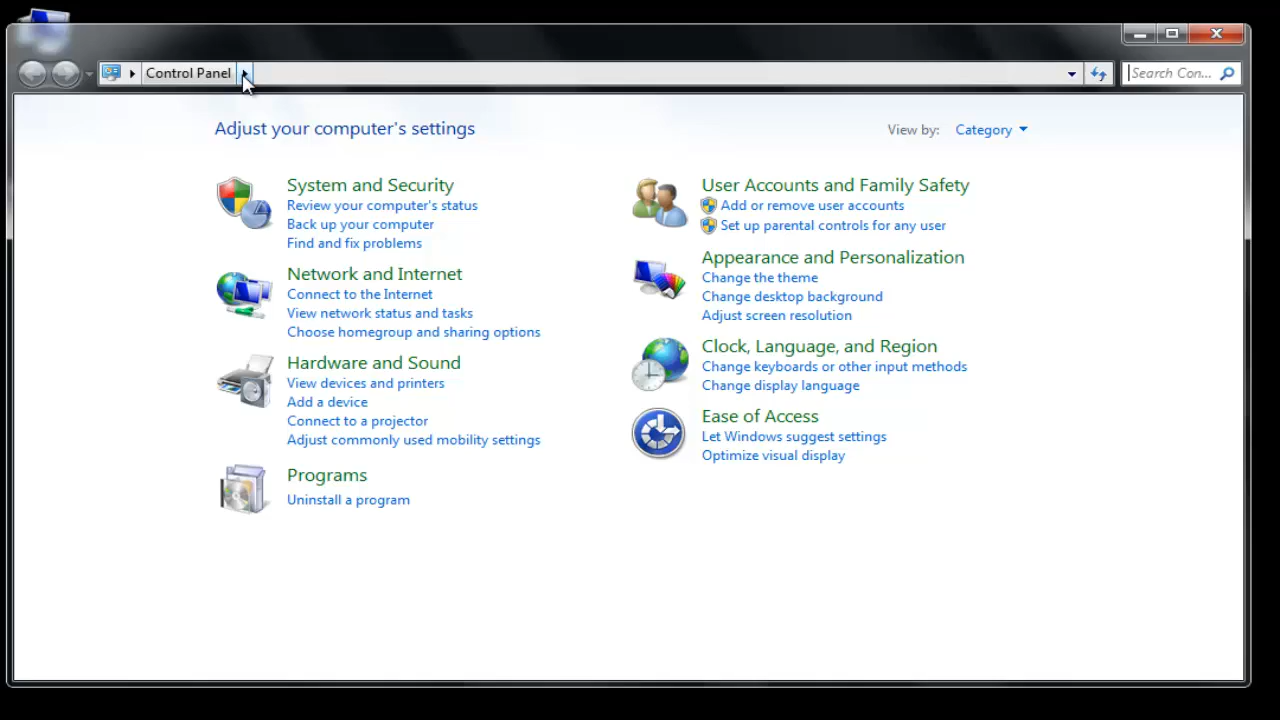 Control Panel
Search Con...
Adjust your computer's settings
View by: Category
System and Security
Review your computer's status
Back up your computer
Find and fix problems
Network and Internet
Connect to the Internet
View network status and tasks
Choose homegroup and sharing options
Hardware and Sound
View devices and printers
Add a device
Connect to a projector
Adjust commonly used mobility settings
Programs
Uninstall a program
User Accounts and Family Safety
Add or remove user accounts
Set up parental controls for any user
Appearance and Personalization
Change the theme
Change desktop background
Adjust screen resolution
Clock, Language, and Region
Change keyboards or other input methods
Change display language
Ease of Access
Let Windows suggest settings
Optimize visual display